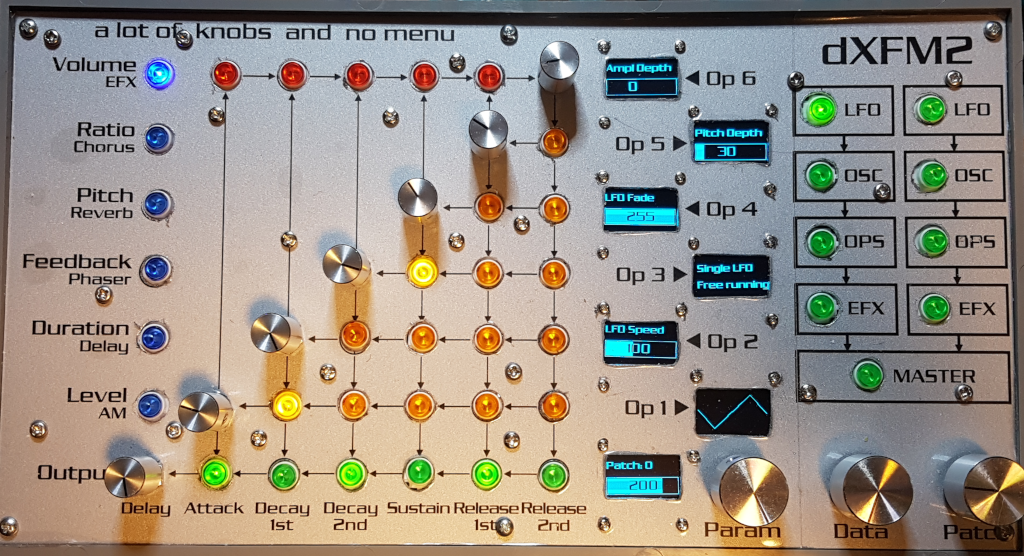 a lot of knobs and no menu
dXFM2
Volume
EFX
Ratio
Chorus
Pitch
Reverb
Feedback
Phaser
Duration
Delay
Level
AM
Output
Delay
Attack
Decay
1st
Decay
2nd
Sustain
Release
1st
Release
2nd
Ampl Depth
0
Op 6
Op 5
Pitch Depth
30
LFO Fade
255
Op 4
Op 3
Single LFO
Free running
LFO Speed
100
Op 2
Op 1
Patch: 0
200
LFO
LFO
OSC
OSC
OPS
OPS
EFX
EFX
MASTER
Param
Data
Patch